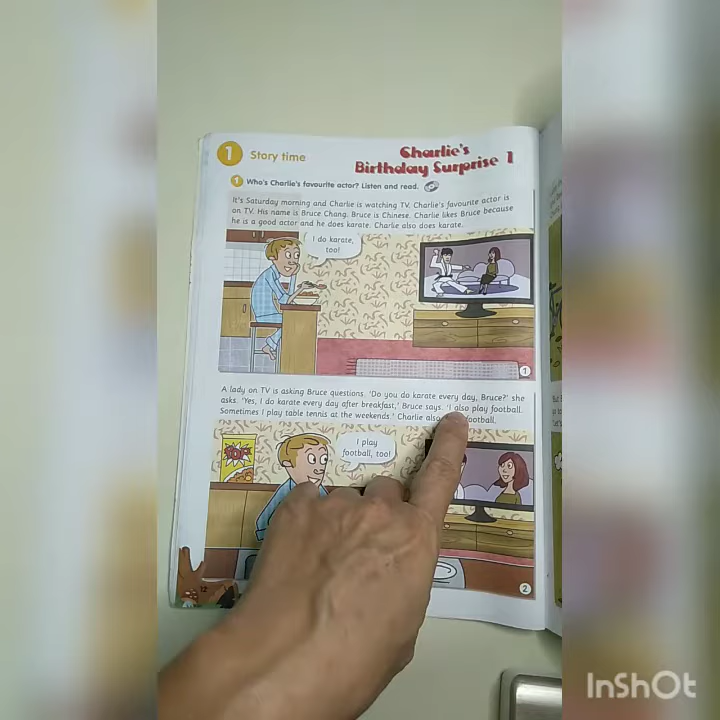 1 Story time
Charlie's
Birthday Surprise 1
1 Who's Charlie's favourite actor? Listen and read.
It's Saturday morning and Charlie is watching TV. Charlie's favourite actor is
on TV. His name is Bruce Chang. Bruce is Chinese. Charlie likes Bruce because
he is a good actor and he does karate. Charlie also does karate.
I do karate,
too!
1
A lady on TV is asking Bruce questions. 'Do you do karate every day, Bruce?' she
asks. 'Yes, I do karate every day after breakfast,' Bruce says. 'I also play football.
Sometimes I play table tennis at the weekends.' Charlie also football.
I play
football, too!
POP
2
12
InShOt